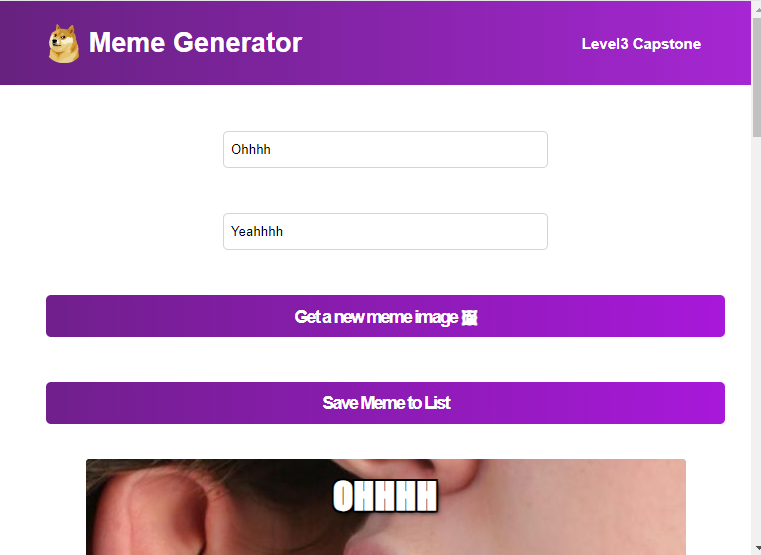 Meme Generator
Level3 Capstone
Ohhhh
Yeahhhh
Get a new meme image 🖼
Save Meme to List
OHHHH